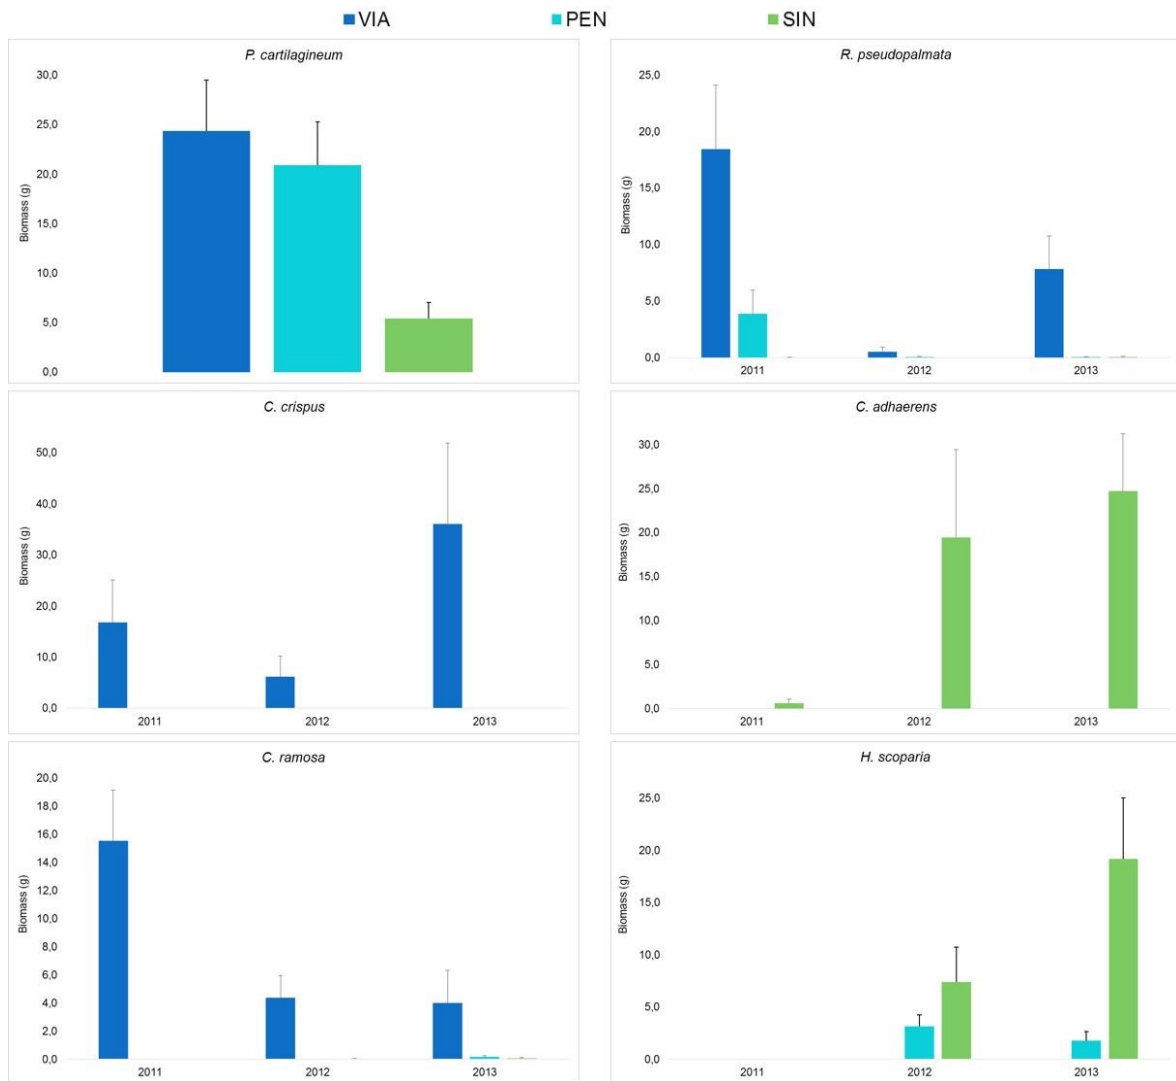 VIA PEN SIN
P. cartilagineum
Biomass (g)
30,0
25,0
20,0
15,0
10,0
5,0
0,0
R. pseudopalmata
Biomass (g)
25,0
20,0
15,0
10,0
5,0
0,0
2011 2012 2013
C. crispus
Biomass (g)
50,0
40,0
30,0
20,0
10,0
0,0
2011 2012 2013
C. adhaerens
Biomass (g)
30,0
25,0
20,0
15,0
10,0
5,0
0,0
2011 2012 2013
C. ramosa
Biomass (g)
20,0
18,0
16,0
14,0
12,0
10,0
8,0
6,0
4,0
2,0
0,0
2011 2012 2013
H. scoparia
Biomass (g)
25,0
20,0
15,0
10,0
5,0
0,0
2011 2012 2013